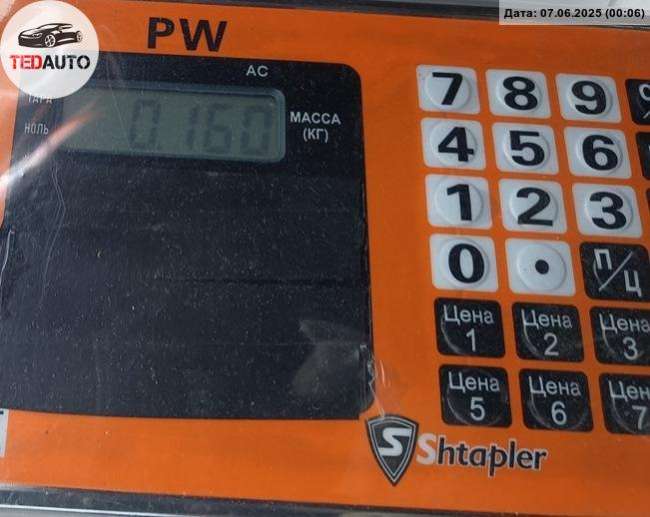 Дата: 07.06.2025 (00:06)
TEDAUTO
PW
AC
ТАРА
НОЛЬ
0.160
МАССА
(КГ)
7 8 9
4 5 6
1 2 3
0 . П/Ц
Цена 1 Цена 2 Цена 3
Цена 5 Цена 6 7
S Shtapler